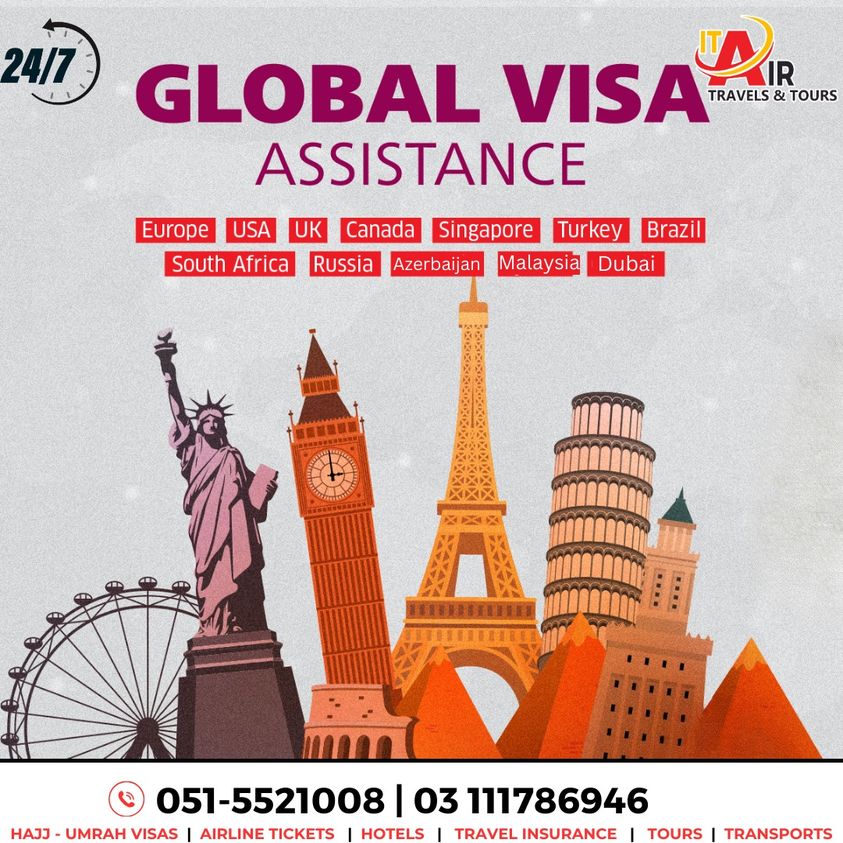 24/7
IT AIR
TRAVELS & TOURS
GLOBAL VISA
ASSISTANCE
Europe USA UK Canada Singapore Turkey Brazil
South Africa Russia Azerbaijan Malaysia Dubai
051-5521008 | 03 111786946
HAJJ - UMRAH VISAS | AIRLINE TICKETS | HOTELS | TRAVEL INSURANCE | TOURS | TRANSPORTS